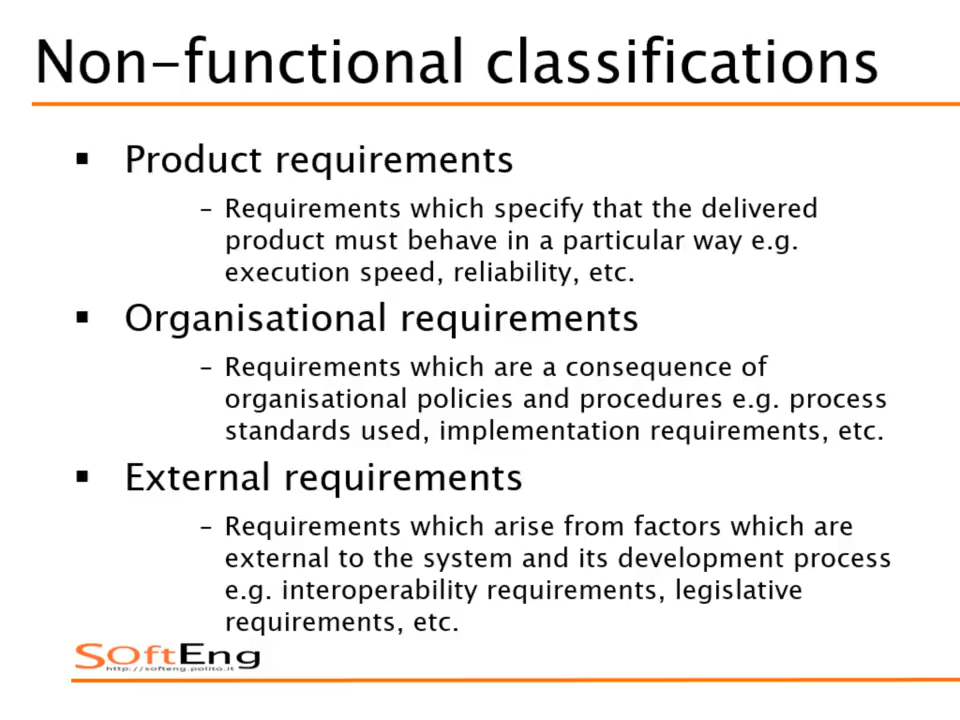 Non-functional classifications
▪ Product requirements
– Requirements which specify that the delivered
product must behave in a particular way e.g.
execution speed, reliability, etc.
▪ Organisational requirements
– Requirements which are a consequence of
organisational policies and procedures e.g. process
standards used, implementation requirements, etc.
▪ External requirements
– Requirements which arise from factors which are
external to the system and its development process
e.g. interoperability requirements, legislative
requirements, etc.
SOftEng
http://softeng.polito.it